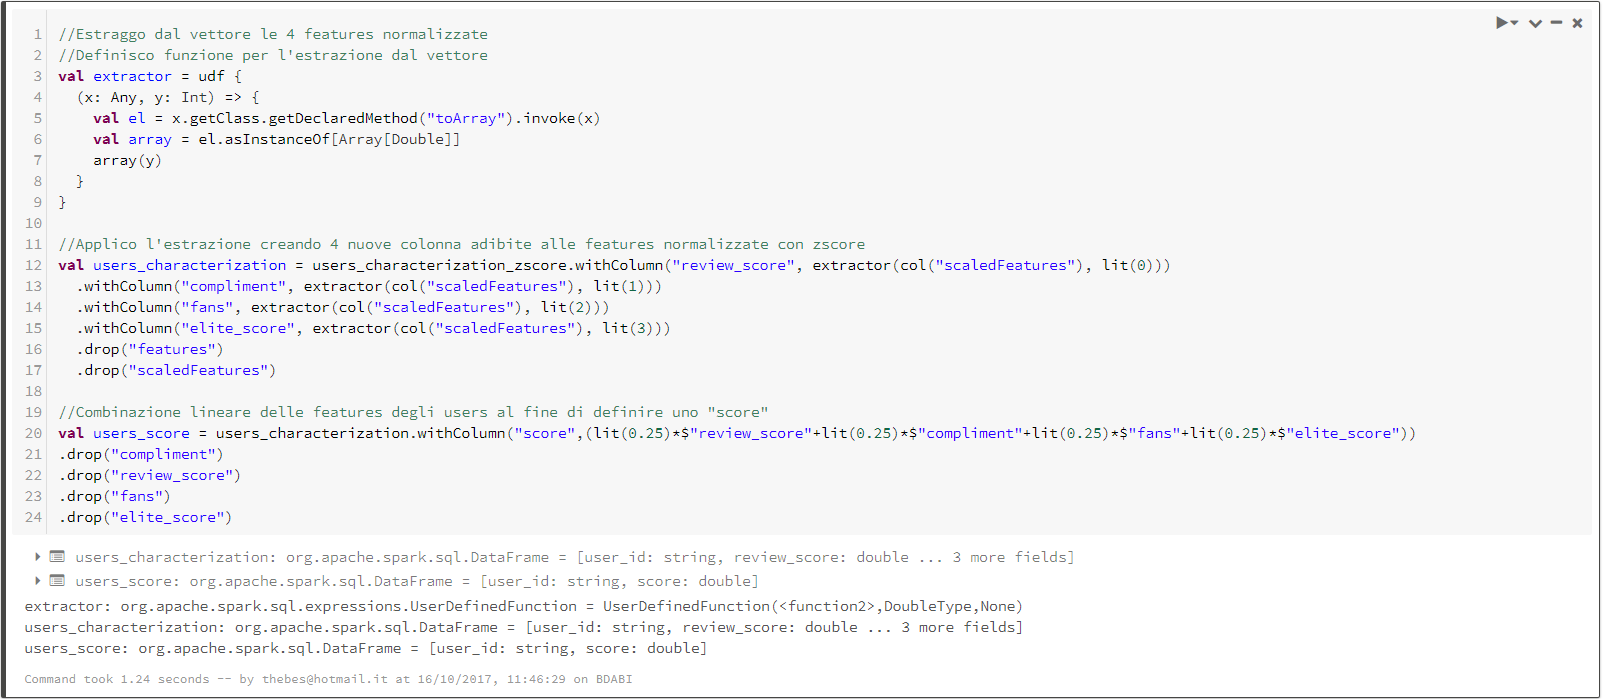 1 //Estraggo dal vettore le 4 features normalizzate
2 //Definisco funzione per l'estrazione dal vettore
3 val extractor = udf {
4   (x: Any, y: Int) => {
5     val el = x.getClass.getDeclaredMethod("toArray").invoke(x)
6     val array = el.asInstanceOf[Array[Double]]
7     array(y)
8   }
9 }
10
11 //Applico l'estrazione creando 4 nuove colonna adibite alle features normalizzate con zscore
12 val users_characterization = users_characterization_zscore.withColumn("review_score", extractor(col("scaledFeatures"), lit(0)))
13   .withColumn("compliment", extractor(col("scaledFeatures"), lit(1)))
14   .withColumn("fans", extractor(col("scaledFeatures"), lit(2)))
15   .withColumn("elite_score", extractor(col("scaledFeatures"), lit(3)))
16   .drop("features")
17   .drop("scaledFeatures")
18
19 //Combinazione lineare delle features degli users al fine di definire uno "score"
20 val users_score = users_characterization.withColumn("score",(lit(0.25)*$"review_score"+lit(0.25)*$"compliment"+lit(0.25)*$"fans"+lit(0.25)*$"elite_score"))
21 .drop("compliment")
22 .drop("review_score")
23 .drop("fans")
24 .drop("elite_score")
users_characterization: org.apache.spark.sql.DataFrame = [user_id: string, review_score: double ... 3 more fields]
users_score: org.apache.spark.sql.DataFrame = [user_id: string, score: double]
extractor: org.apache.spark.sql.expressions.UserDefinedFunction = UserDefinedFunction(<function2>,DoubleType,None)
users_characterization: org.apache.spark.sql.DataFrame = [user_id: string, review_score: double ... 3 more fields]
users_score: org.apache.spark.sql.DataFrame = [user_id: string, score: double]
Command took 1.24 seconds -- by thebes@hotmail.it at 16/10/2017, 11:46:29 on BDABI